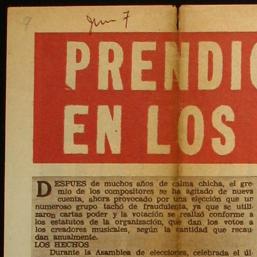 Jun 7
PRENDIO
EN LOS
DESPUES de muchos años de calma chicha, el gre-
mio de los compositores se ha agitado de nueva
cuenta, ahora provocado por una elección que un
numeroso grupo tachó de fraudulenta, ya que se utili-
zaron cartas poder y la votación se realizó conforme a
los estatutos de la organización, que dan los votos a
los creadores musicales, según la cantidad que recau-
dan anualmente.
LOS HECHOS
Durante la Asamblea de elecciones, celebrada el úl-